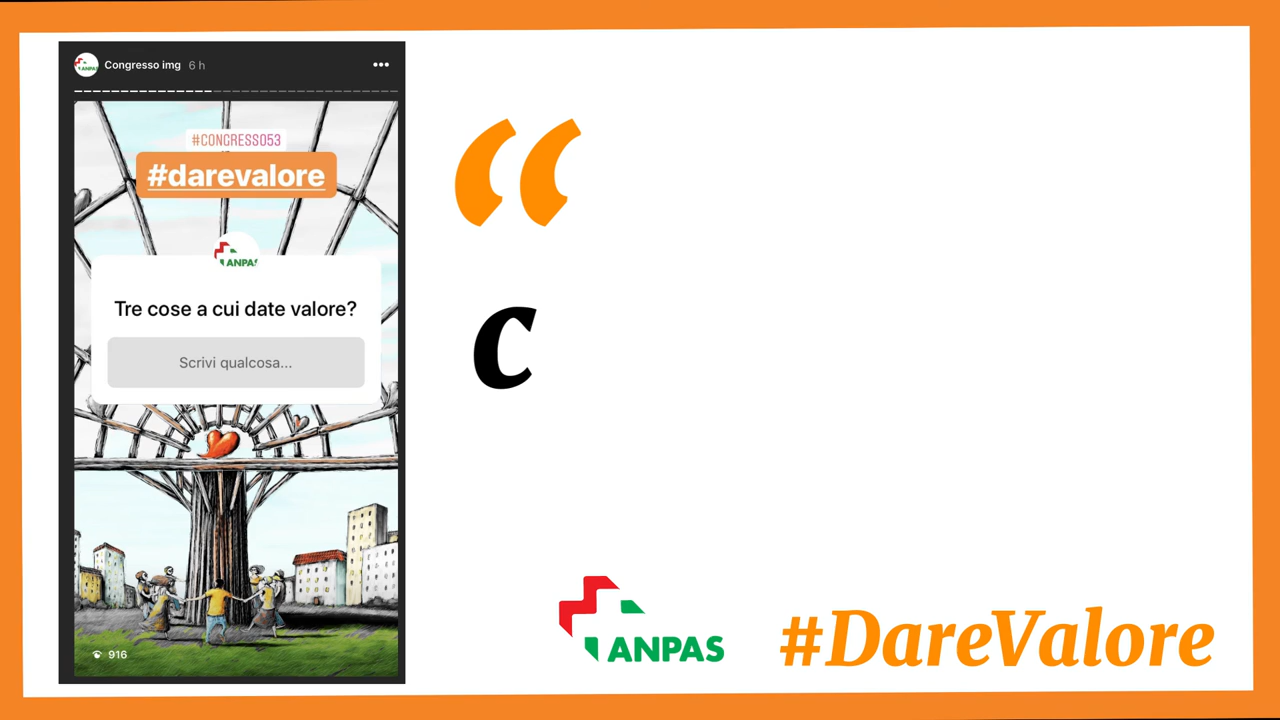 Congresso img 6 h
#CONGRESSO53
#darevalore
ANPAS
Tre cose a cui date valore?
Scrivi qualcosa...
916
“
c
ANPAS
#DareValore